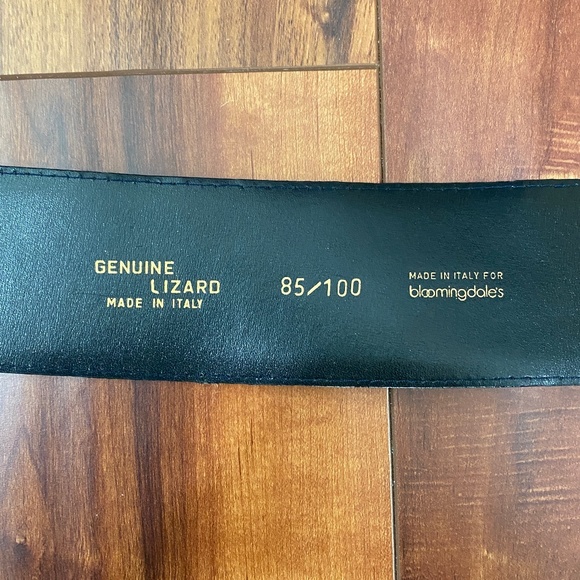 GENUINE
LIZARD
MADE IN ITALY
85/100
MADE IN ITALY FOR
bloomingdale's